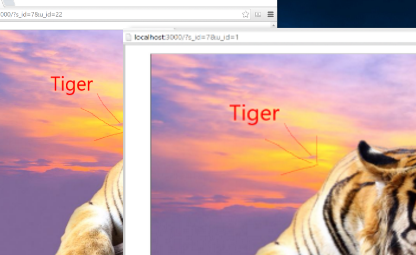 000/?s_id=7&u_id=22
localhost:3000/?s_id=7&u_id=1
Tiger
Tiger